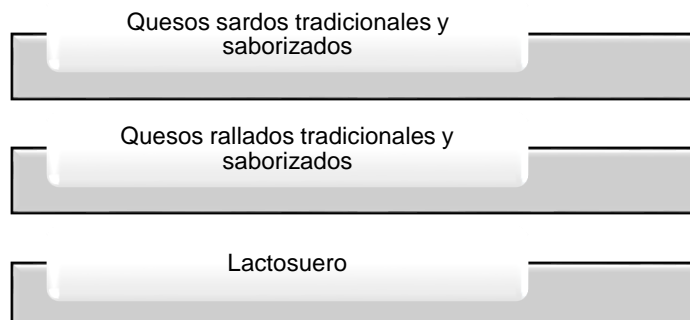 Quesos sardos tradicionales y
saborizados
Quesos rallados tradicionales y
saborizados
Lactosuero